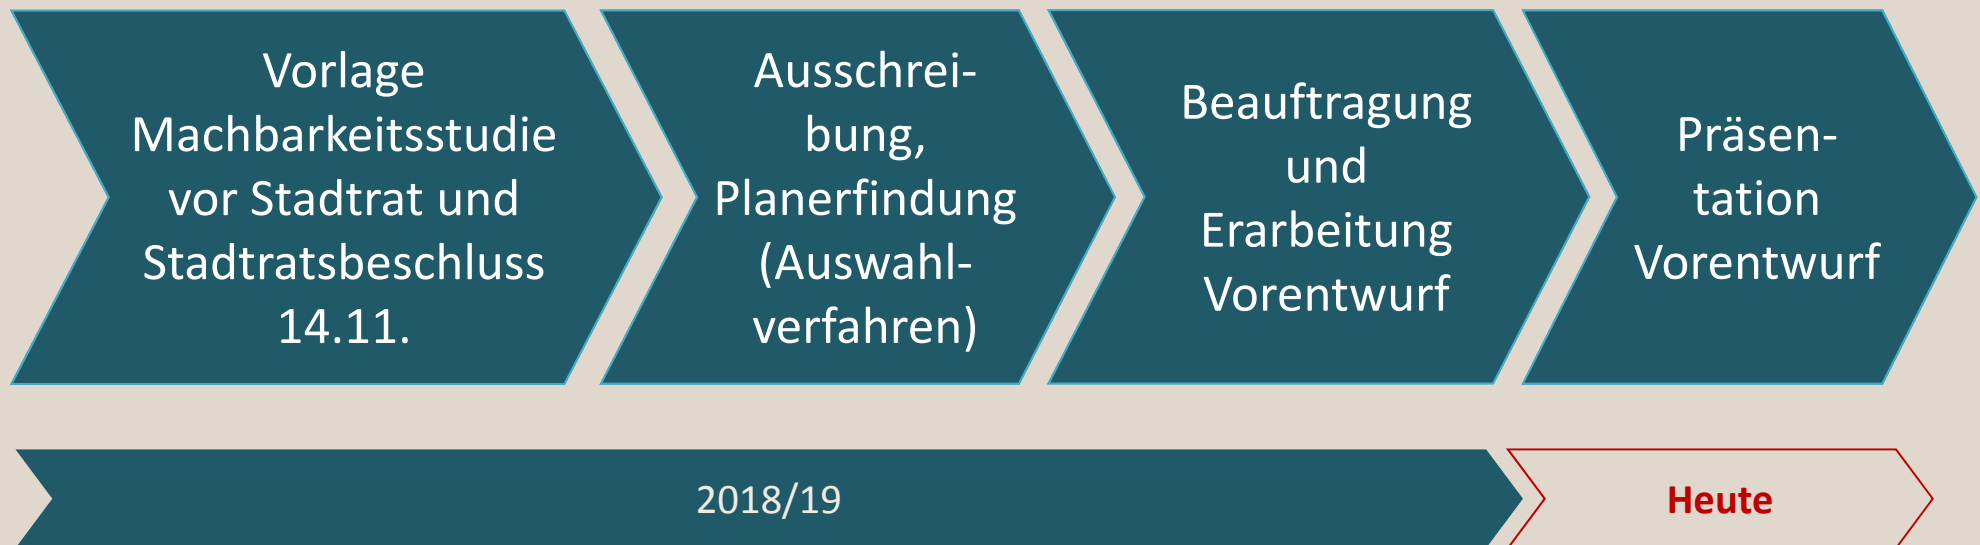 Vorlage
Machbarkeitsstudie
vor Stadtrat und
Stadtratsbeschluss
14.11.
Ausschrei-
bung,
Planerfindung
(Auswahl-
verfahren)
Beauftragung
und
Erarbeitung
Vorentwurf
Präsen-
tation
Vorentwurf
2018/19
Heute